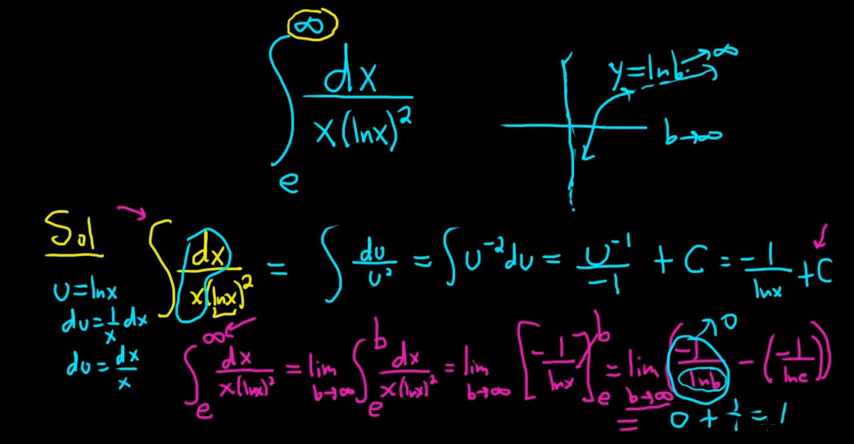 ∫_e^∞ dx/(x(lnx)²)
y=lnb → ∞
b→∞
Sol
∫ dx/(x(lnx)²) = ∫ du/u² = ∫u⁻²du = u⁻¹/-1 + C = -1/lnx + C
u=lnx
du=1/x dx
du=dx/x
∫_e^∞ dx/(x(lnx)²) = lim_{b→∞} ∫_e^b dx/(x(lnx)²) = lim_{b→∞} [-1/lnx]_e^b = lim_{b→∞} (-1/lnb - (-1/lne))
→0
= 0 + 1/1 = 1